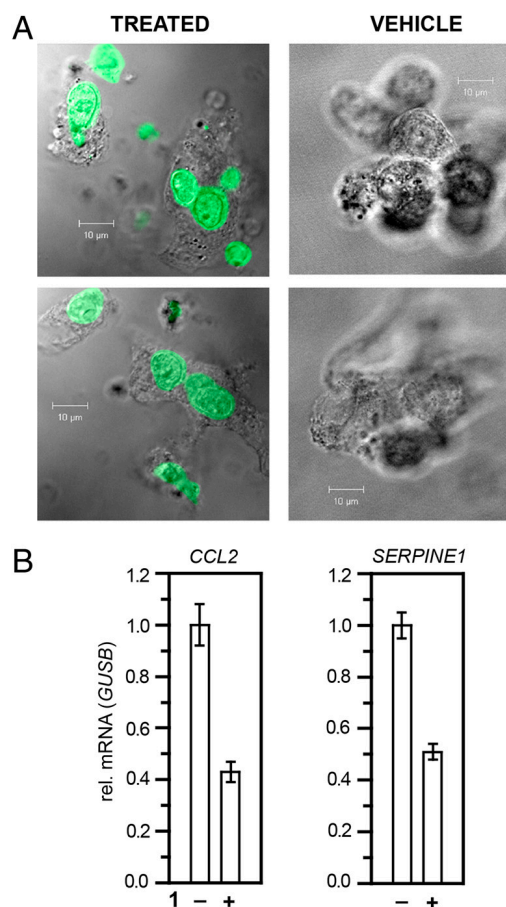 A
TREATED
VEHICLE
10 µm
10 µm
10 µm
10 µm
B
CCL2
SERPINE1
rel. mRNA (GUSB)
1.2
1.0
0.8
0.6
0.4
0.2
0.0
1.2
1.0
0.8
0.6
0.4
0.2
0.0
1 – +
– +